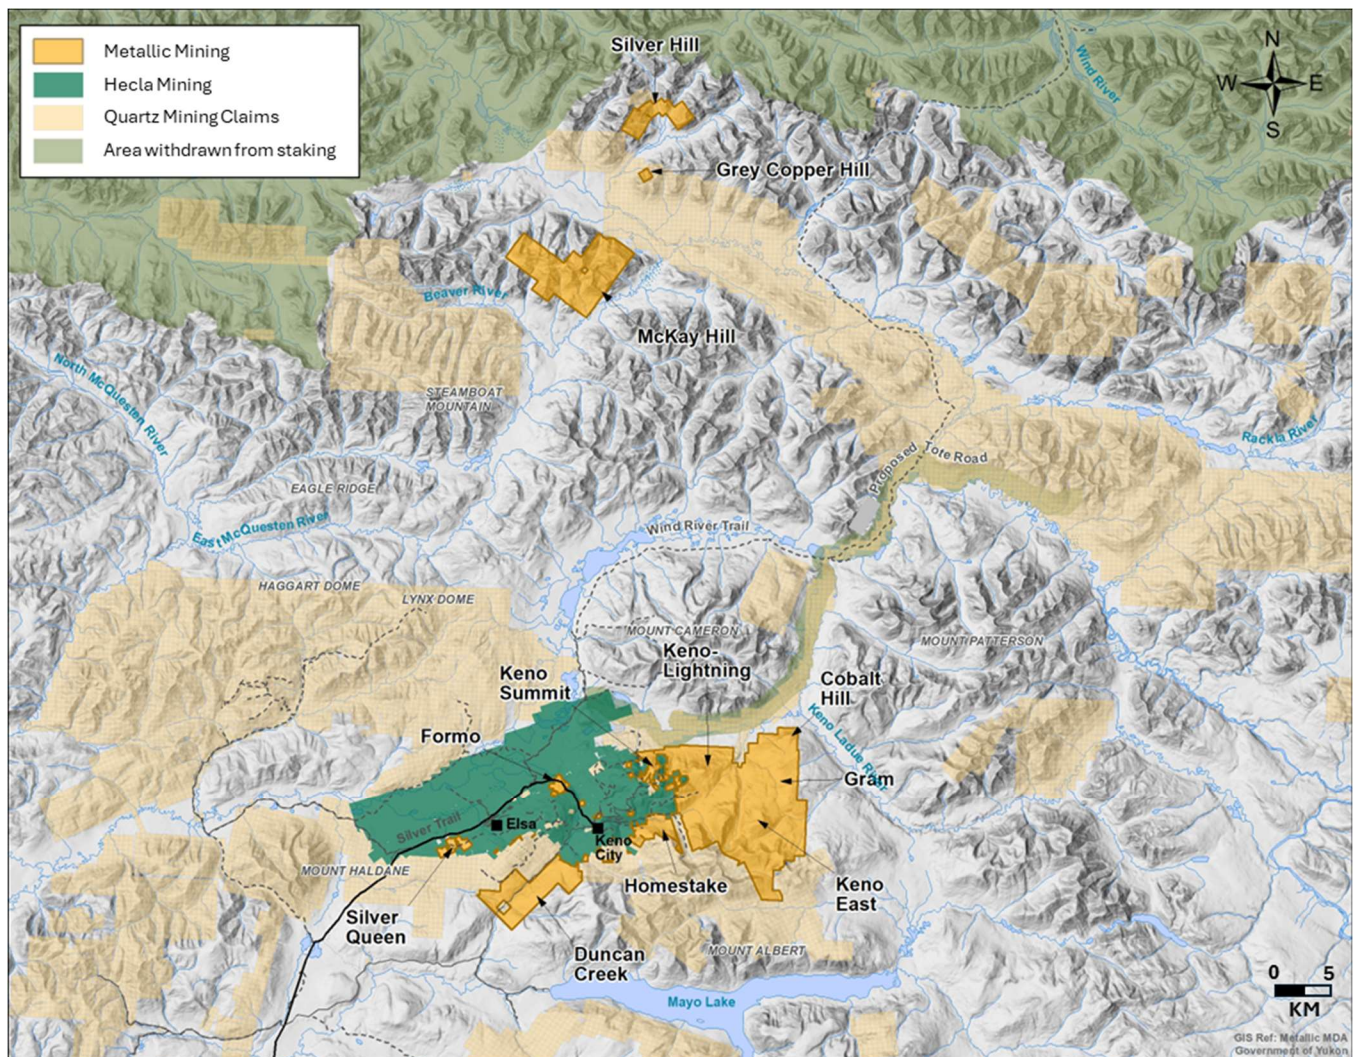 Metallic Mining
Hecla Mining
Quartz Mining Claims
Area withdrawn from staking
Silver Hill
Wind River
N
W
E
S
Grey Copper Hill
Beaver River
McKay Hill
North McQuesten River
STEAMBOAT
MOUNTAIN
Rackla River
Proposed Tote Road
EAGLE RIDGE
East McQuesten River
Wind River Trail
HAGGART DOME
LYNX DOME
MOUNT CAMERON
MOUNT PATTERSON
Keno-
Lightning
Keno
Summit
Cobalt
Hill
Keno Ladue River
Formo
Gram
Silver Trail
Elsa
Keno
City
MOUNT HALDANE
Homestake
Keno
East
Silver
Queen
Duncan
Creek
MOUNT ALBERT
Mayo Lake
0 5
KM
GIS Ref: Metallic MDA
Government of Yukon